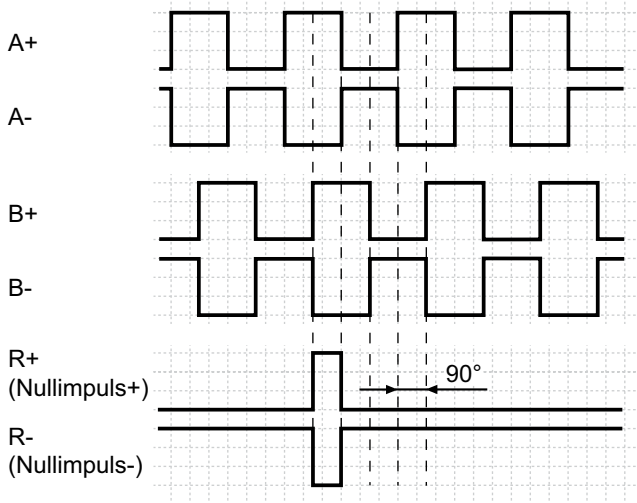 A+
A-
B+
B-
R+
(Nullimpuls+)
90°
R-
(Nullimpuls-)